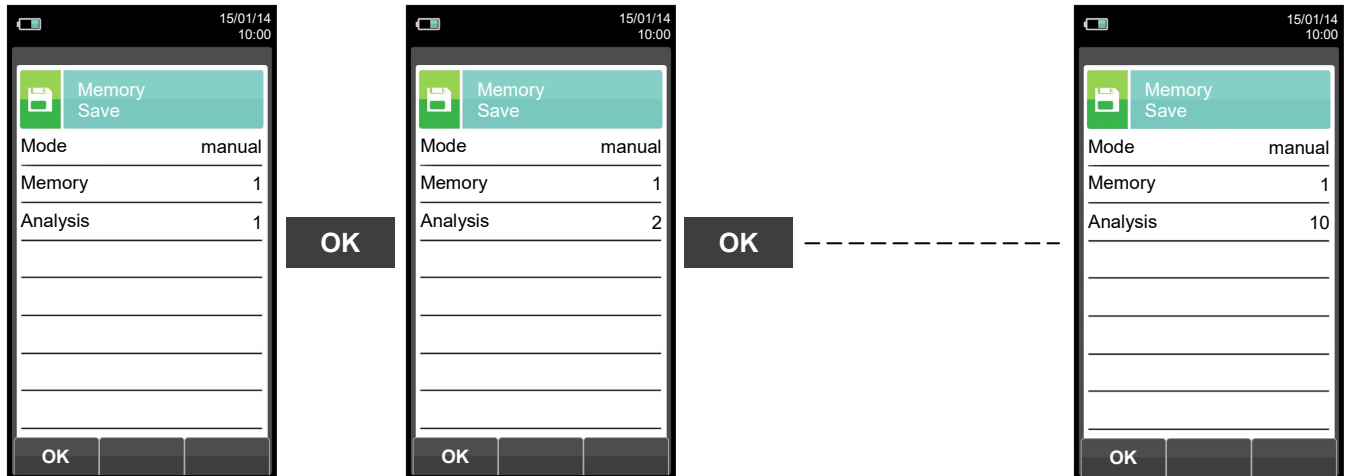 15/01/14
10:00
Memory
Save
Mode manual
Memory 1
Analysis 1
OK
OK
15/01/14
10:00
Memory
Save
Mode manual
Memory 1
Analysis 2
OK
OK
15/01/14
10:00
Memory
Save
Mode manual
Memory 1
Analysis 10
OK